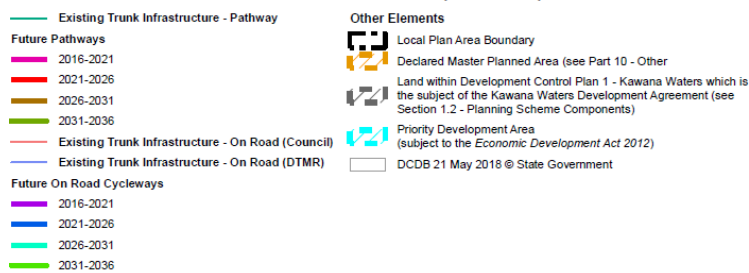 Existing Trunk Infrastructure - Pathway
Future Pathways
2016-2021
2021-2026
2026-2031
2031-2036
Existing Trunk Infrastructure - On Road (Council)
Existing Trunk Infrastructure - On Road (DTMR)
Future On Road Cycleways
2016-2021
2021-2026
2026-2031
2031-2036
Other Elements
Local Plan Area Boundary
Declared Master Planned Area (see Part 10 - Other
Land within Development Control Plan 1 - Kawana Waters which is
the subject of the Kawana Waters Development Agreement (see
Section 1.2 - Planning Scheme Components)
Priority Development Area
(subject to the Economic Development Act 2012)
DCDB 21 May 2018 © State Government